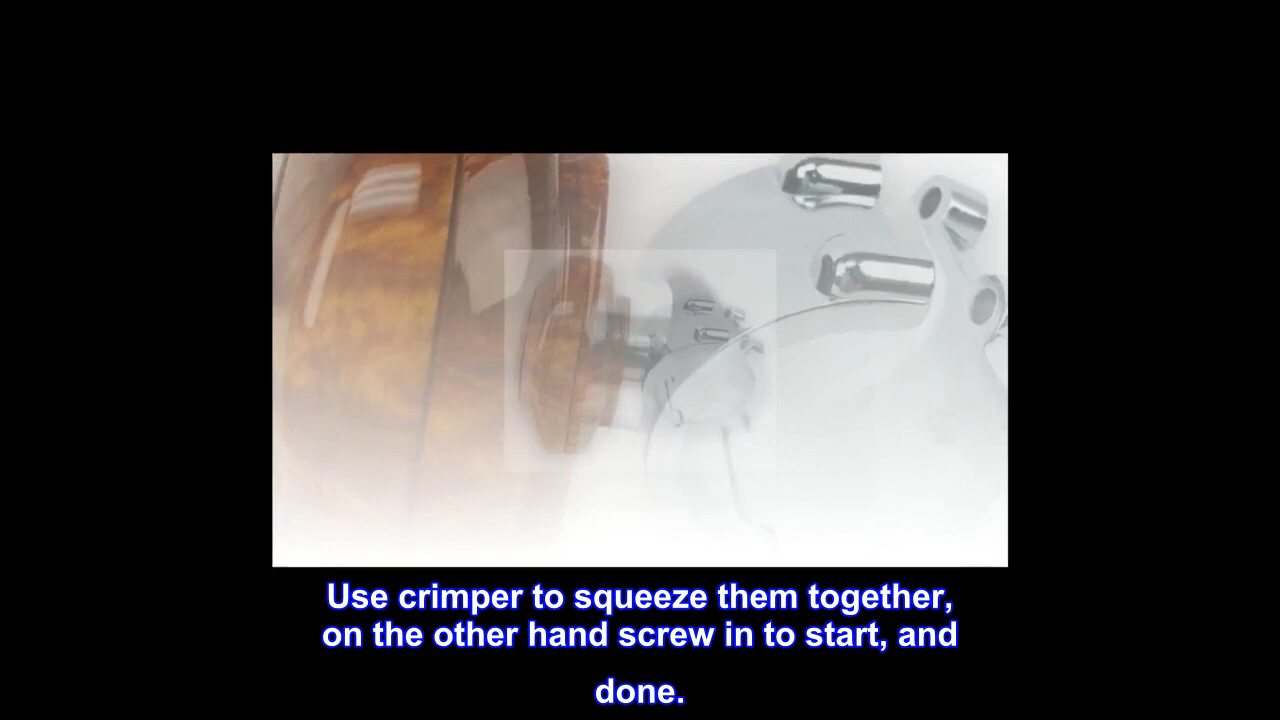 Use crimper to squeeze them together,
on the other hand screw in to start, and
done.